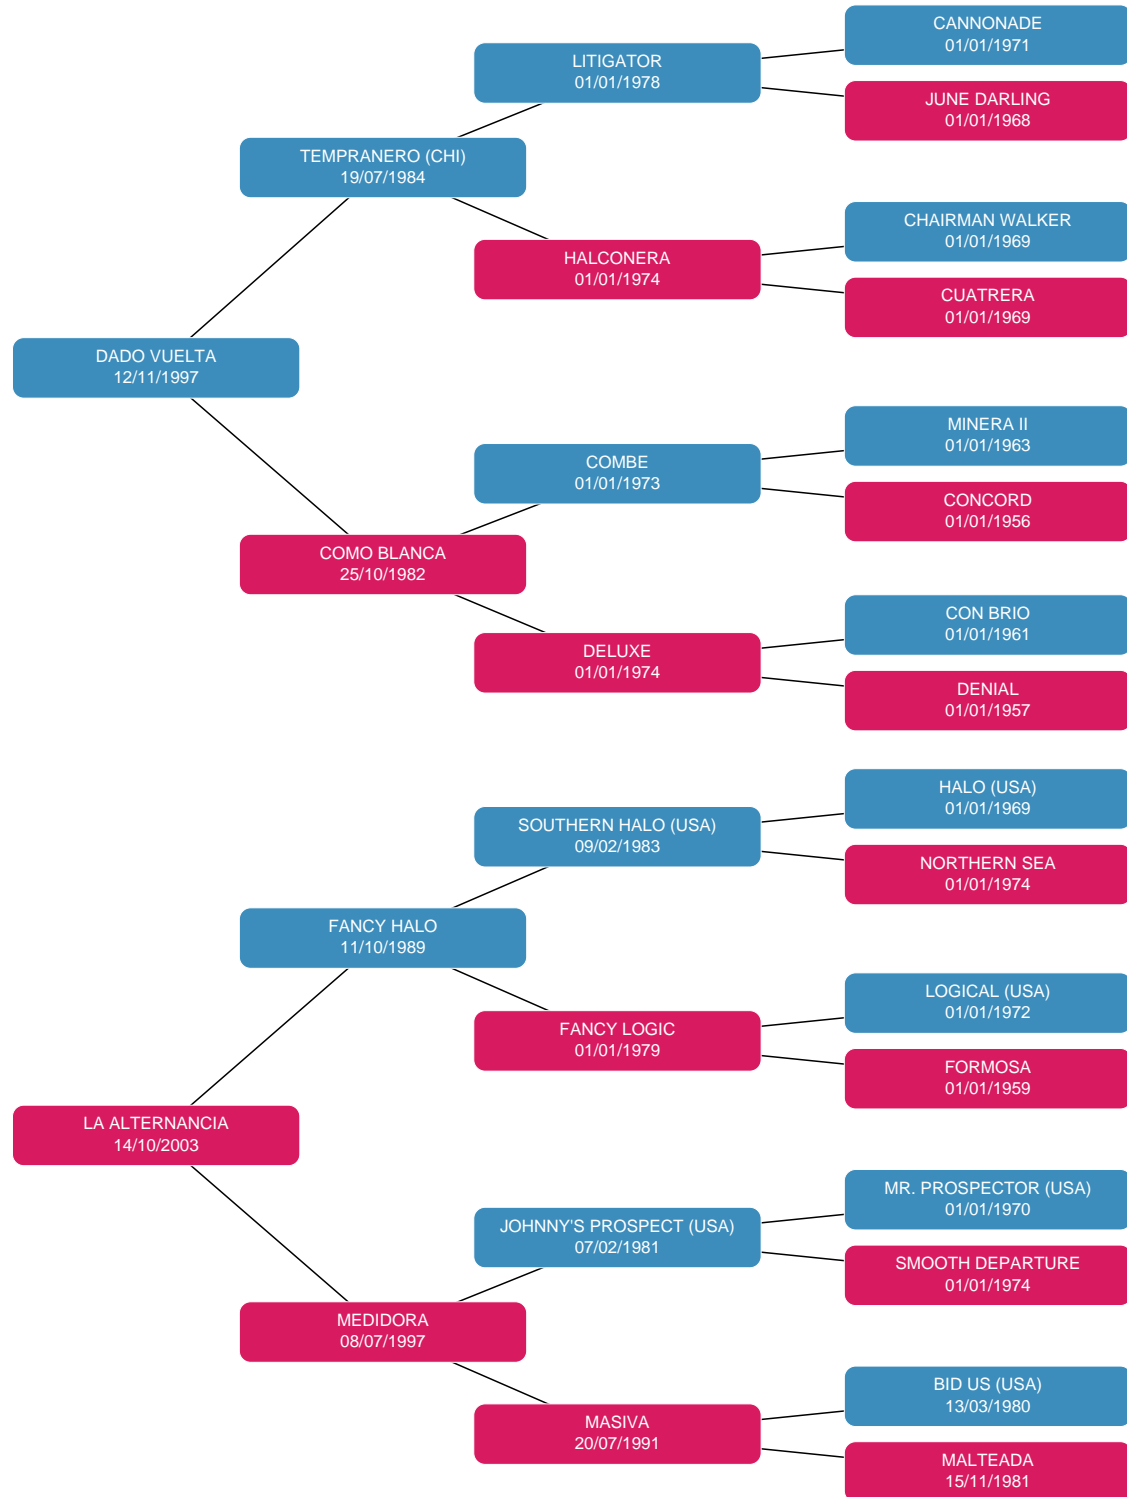 CANNONADE
01/01/1971
LITIGATOR
01/01/1978
JUNE DARLING
01/01/1968
TEMPRANERO (CHI)
19/07/1984
CHAIRMAN WALKER
01/01/1969
HALCONERA
01/01/1974
CUATRERA
01/01/1969
DADO VUELTA
12/11/1997
MINERA II
01/01/1963
COMBE
01/01/1973
CONCORD
01/01/1956
COMO BLANCA
25/10/1982
CON BRIO
01/01/1961
DELUXE
01/01/1974
DENIAL
01/01/1957
HALO (USA)
01/01/1969
SOUTHERN HALO (USA)
09/02/1983
NORTHERN SEA
01/01/1974
FANCY HALO
11/10/1989
LOGICAL (USA)
01/01/1972
FANCY LOGIC
01/01/1979
FORMOSA
01/01/1959
LA ALTERNANCIA
14/10/2003
MR. PROSPECTOR (USA)
01/01/1970
JOHNNY'S PROSPECT (USA)
07/02/1981
SMOOTH DEPARTURE
01/01/1974
MEDIDORA
08/07/1997
BID US (USA)
13/03/1980
MASIVA
20/07/1991
MALTEADA
15/11/1981